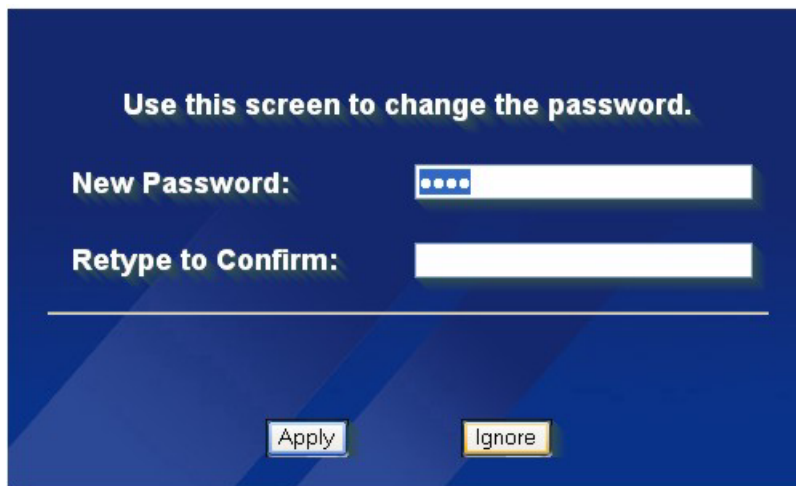 Use this screen to change the password.
New Password: ••••
Retype to Confirm:
Apply Ignore